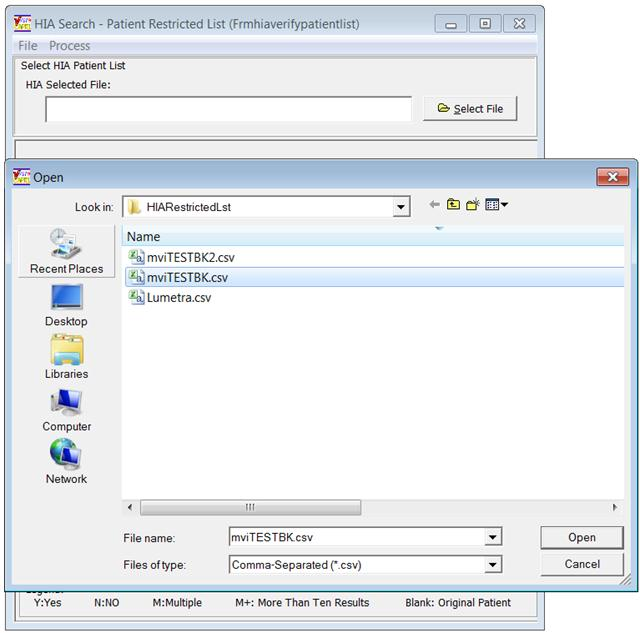 HIA Search - Patient Restricted List (Frmhiaverifypatientlist)
File Process
Select HIA Patient List
HIA Selected File:
Select File
Open
Look in: HIARestrictedLst
Name
Recent Places
mviTESTBK2.csv
mviTESTBK.csv
Lumetra.csv
Desktop
Libraries
Computer
Network
File name: mviTESTBK.csv Open
Files of type: Comma-Separated (*.csv) Cancel
Y:Yes N:NO M:Multiple M+: More Than Ten Results Blank: Original Patient